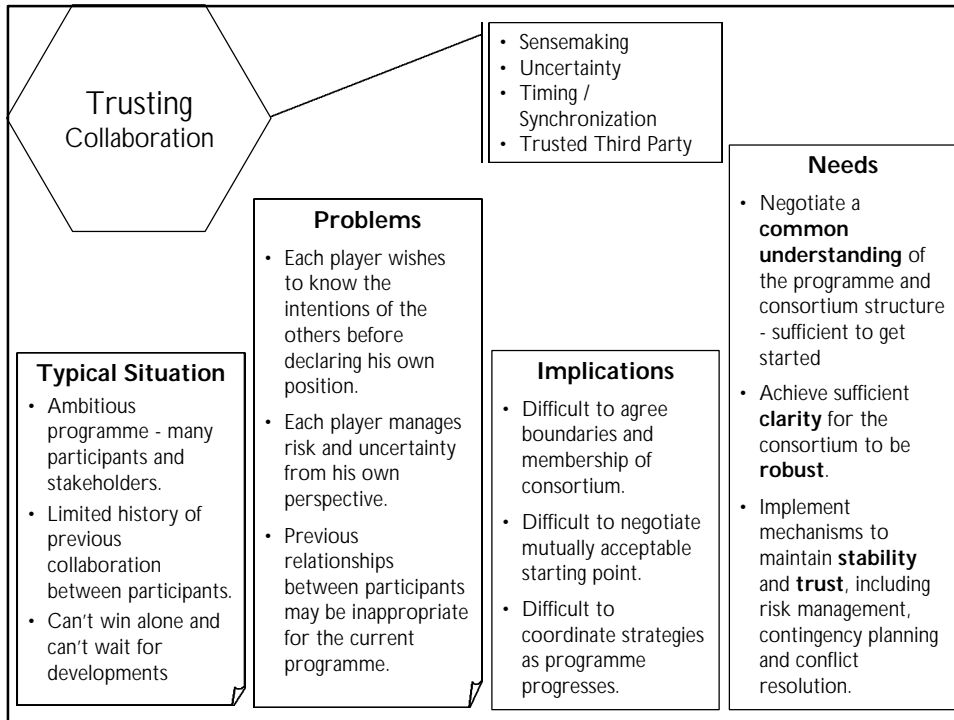 Trusting
Collaboration
• Sensemaking
• Uncertainty
• Timing /
Synchronization
• Trusted Third Party
Typical Situation
• Ambitious
programme - many
participants and
stakeholders.
• Limited history of
previous
collaboration
between participants.
• Can't win alone and
can't wait for
developments
Problems
• Each player wishes
to know the
intentions of the
others before
declaring his own
position.
• Each player manages
risk and uncertainty
from his own
perspective.
• Previous
relationships
between participants
may be inappropriate
for the current
programme.
Implications
• Difficult to agree
boundaries and
membership of
consortium.
• Difficult to negotiate
mutually acceptable
starting point.
• Difficult to
coordinate strategies
as programme
progresses.
Needs
• Negotiate a
common
understanding of
the programme and
consortium structure
- sufficient to get
started
• Achieve sufficient
clarity for the
consortium to be
robust.
• Implement
mechanisms to
maintain stability
and trust, including
risk management,
contingency planning
and conflict
resolution.